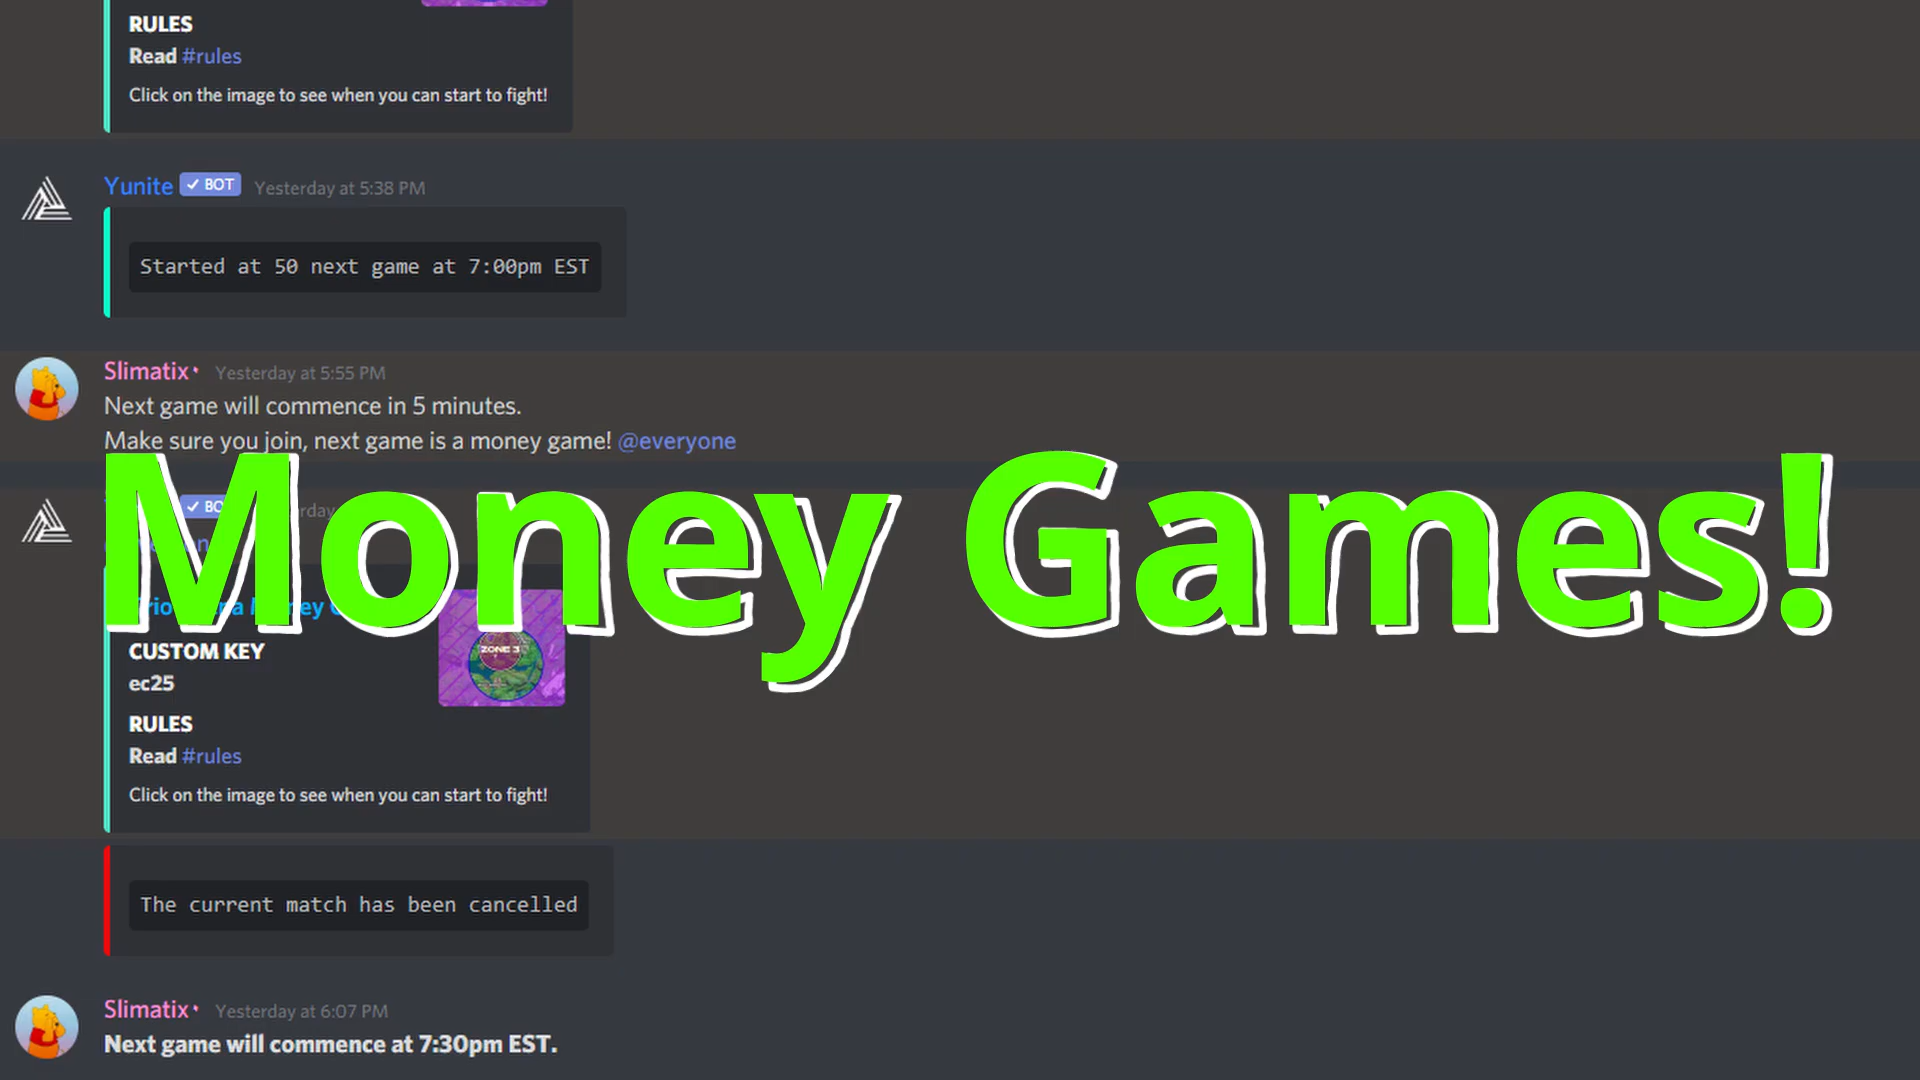 RULES
Read #rules
Click on the image to see when you can start to fight!
Yunite BOT Yesterday at 5:38 PM
Started at 50 next game at 7:00pm EST
Slimatix Yesterday at 5:55 PM
Next game will commence in 5 minutes.
Make sure you join, next game is a money game! @everyone
Money Games!
CUSTOM KEY
ec25
ZONE 3
RULES
Read #rules
Click on the image to see when you can start to fight!
The current match has been cancelled
Slimatix Yesterday at 6:07 PM
Next game will commence at 7:30pm EST.